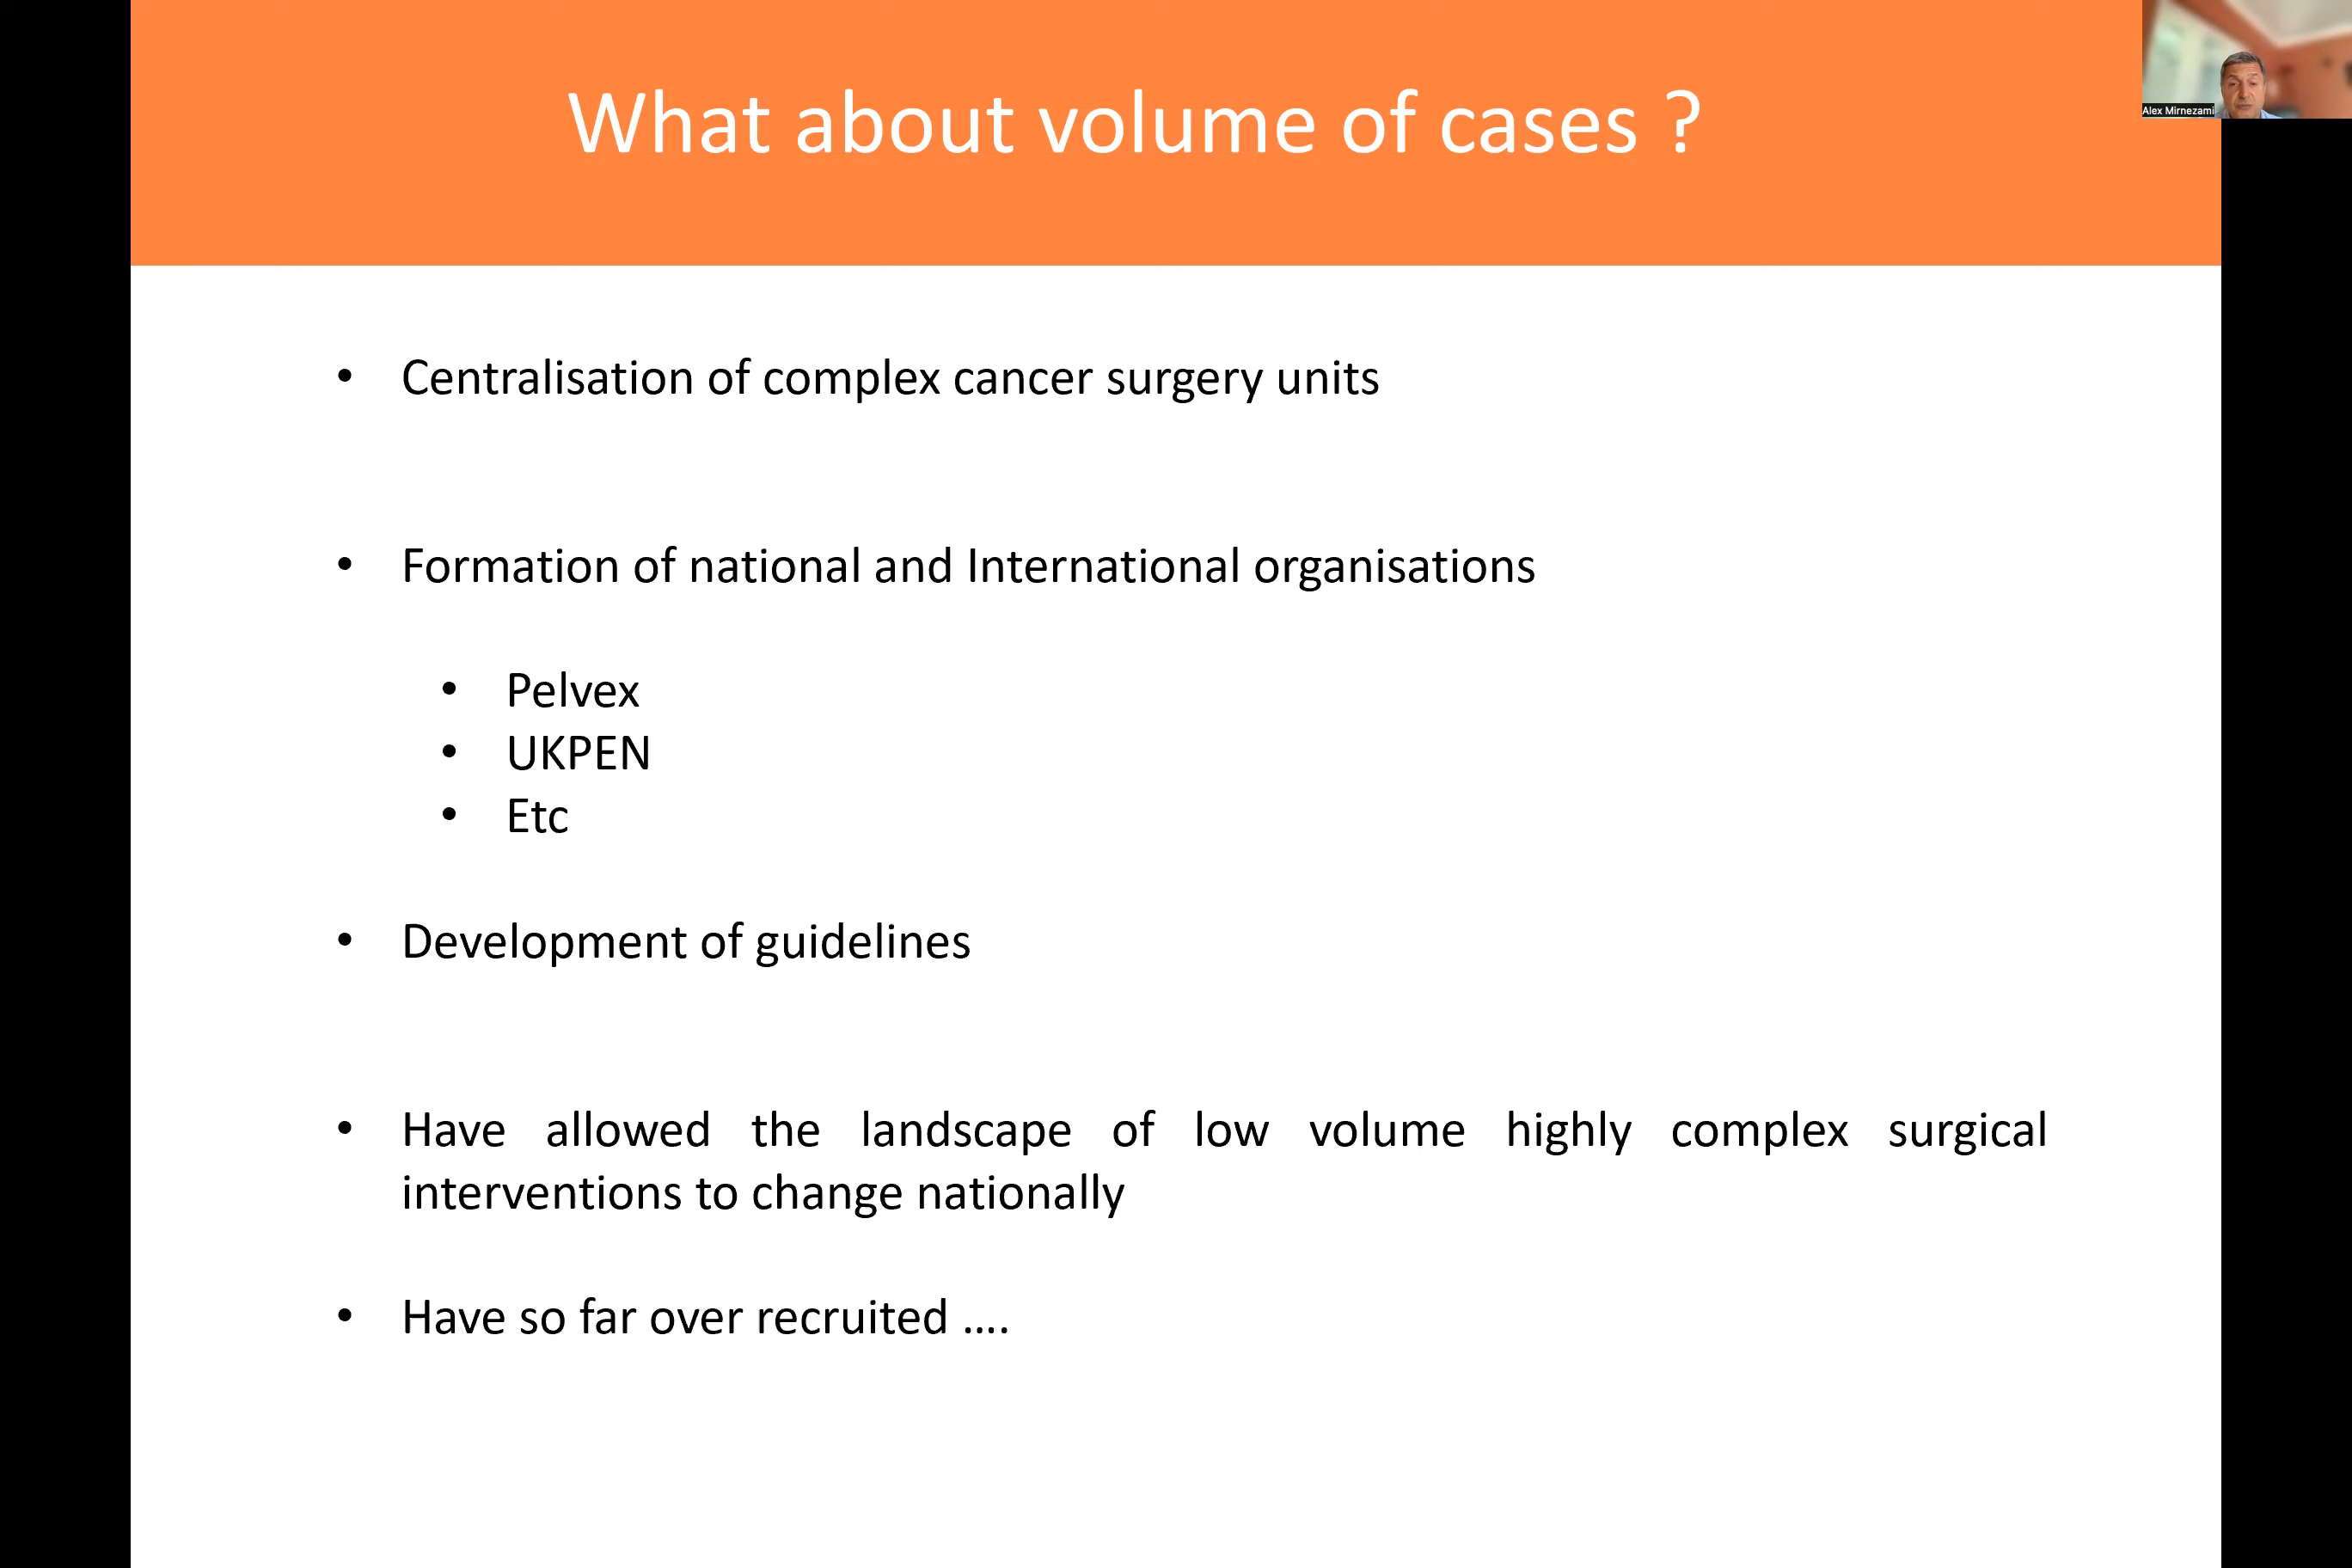 What about volume of cases ?
Alex Mirnezami
• Centralisation of complex cancer surgery units
• Formation of national and International organisations
• Pelvex
• UKPEN
• Etc
• Development of guidelines
• Have allowed the landscape of low volume highly complex surgical
interventions to change nationally
• Have so far over recruited ....